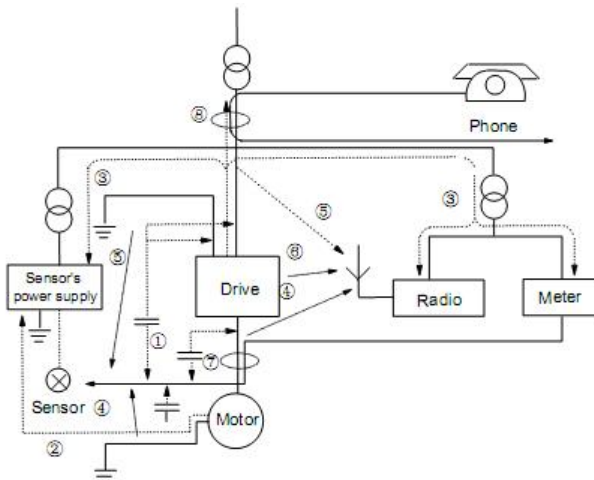 ⑧
Phone
③
③
⑤
⑥
⑤
Sensor's
power supply
Drive
④
Radio
Meter
①
⑦
Sensor
④
Motor
②